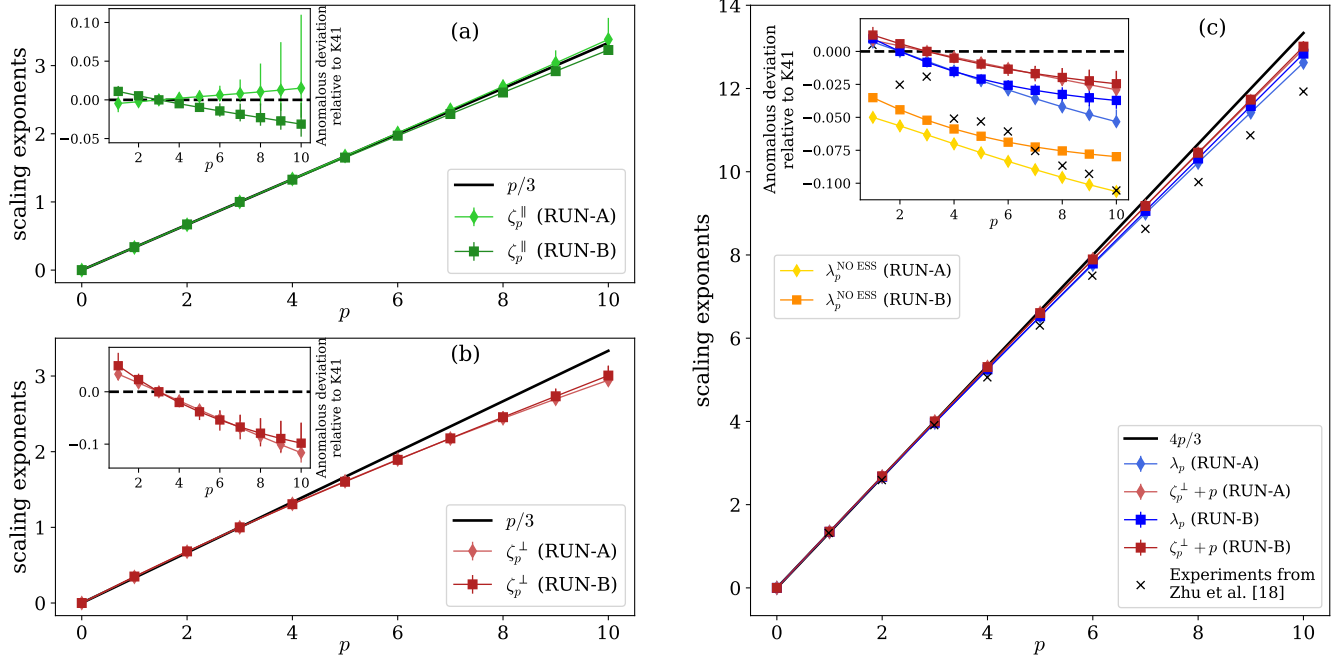 (a)
scaling exponents
0
1
2
3
0
2
4
6
8
10
p
0.10
0.05
0.00
−0.05
2
4
6
8
10
p
Anomalous deviation
relative to K41
p/3
ζ_p^∥ (RUN-A)
ζ_p^∥ (RUN-B)
(b)
scaling exponents
0
1
2
3
0
2
4
6
8
10
p
0.0
−0.1
2
4
6
8
10
p
Anomalous deviation
relative to K41
p/3
ζ_p^⊥ (RUN-A)
ζ_p^⊥ (RUN-B)
(c)
scaling exponents
0
2
4
6
8
10
12
14
0
2
4
6
8
10
p
Anomalous deviation
relative to K41
0.000
−0.025
−0.050
−0.075
−0.100
2
4
6
8
10
p
λ_p^{NO ESS} (RUN-A)
λ_p^{NO ESS} (RUN-B)
4p/3
λ_p (RUN-A)
ζ_p^⊥ + p (RUN-A)
λ_p (RUN-B)
ζ_p^⊥ + p (RUN-B)
Experiments from
Zhu et al. [18]